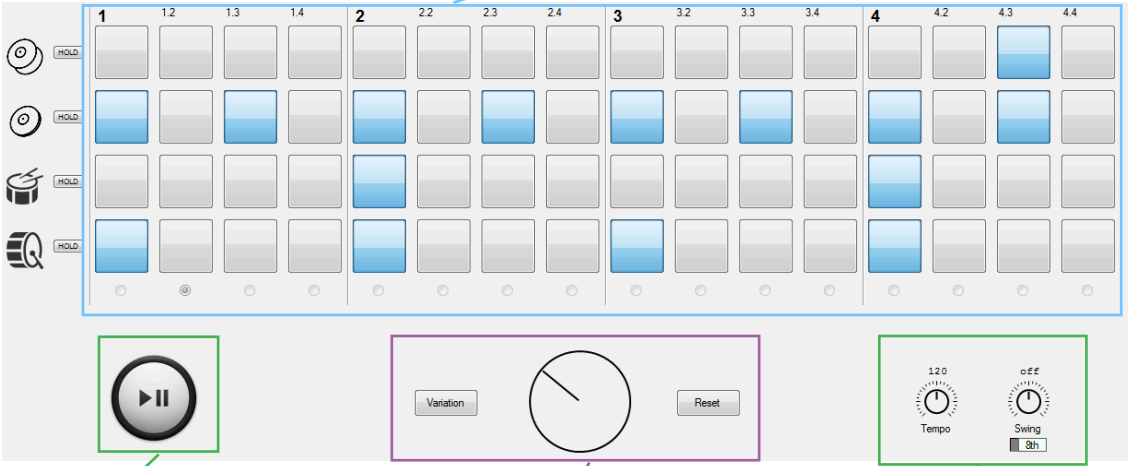 1 1.2 1.3 1.4 2 2.2 2.3 2.4 3 3.2 3.3 3.4 4 4.2 4.3 4.4
HOLD
HOLD
HOLD
HOLD
Variation
Reset
120
Tempo
off
Swing
8th